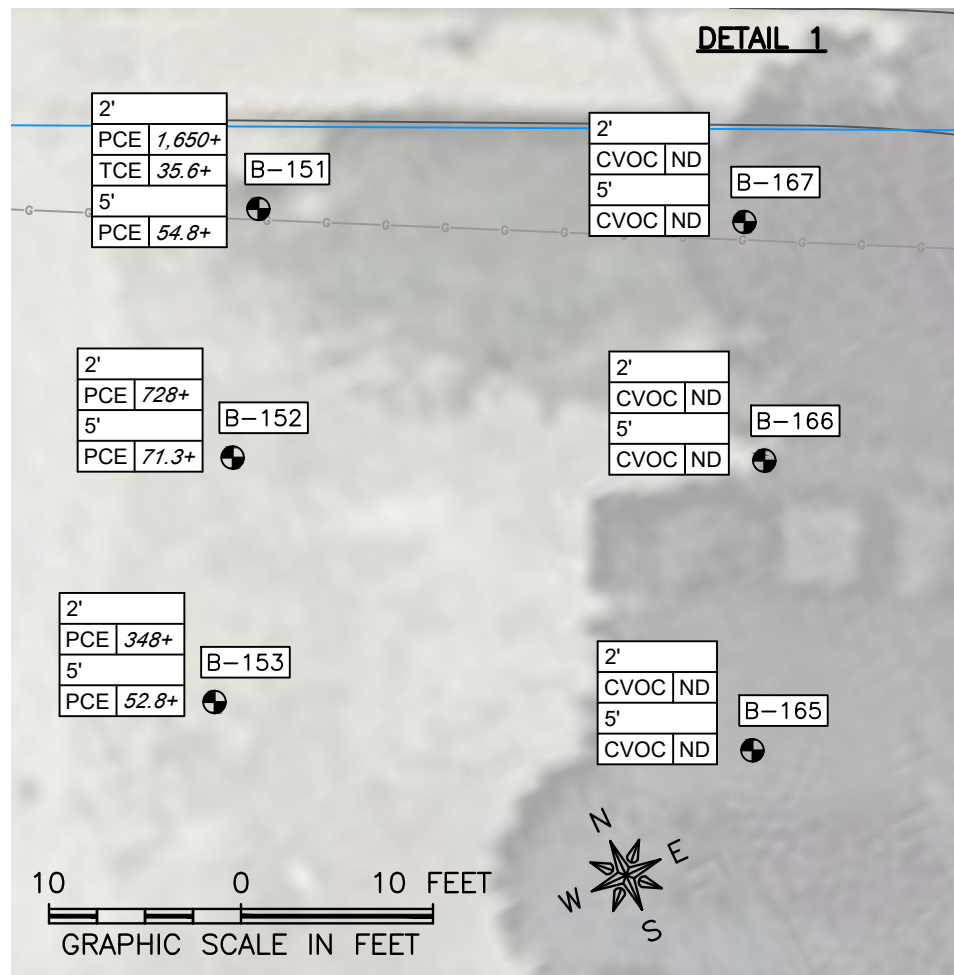 DETAIL 1
2'
PCE 1,650+
TCE 35.6+
5'
PCE 54.8+
B-151
2'
CVOC ND
5'
CVOC ND
B-167
G G G G G G G G G G G G G G
2'
PCE 728+
5'
PCE 71.3+
B-152
2'
CVOC ND
5'
CVOC ND
B-166
2'
PCE 348+
5'
PCE 52.8+
B-153
2'
CVOC ND
5'
CVOC ND
B-165
N
E
W
S
10 0 10 FEET
GRAPHIC SCALE IN FEET